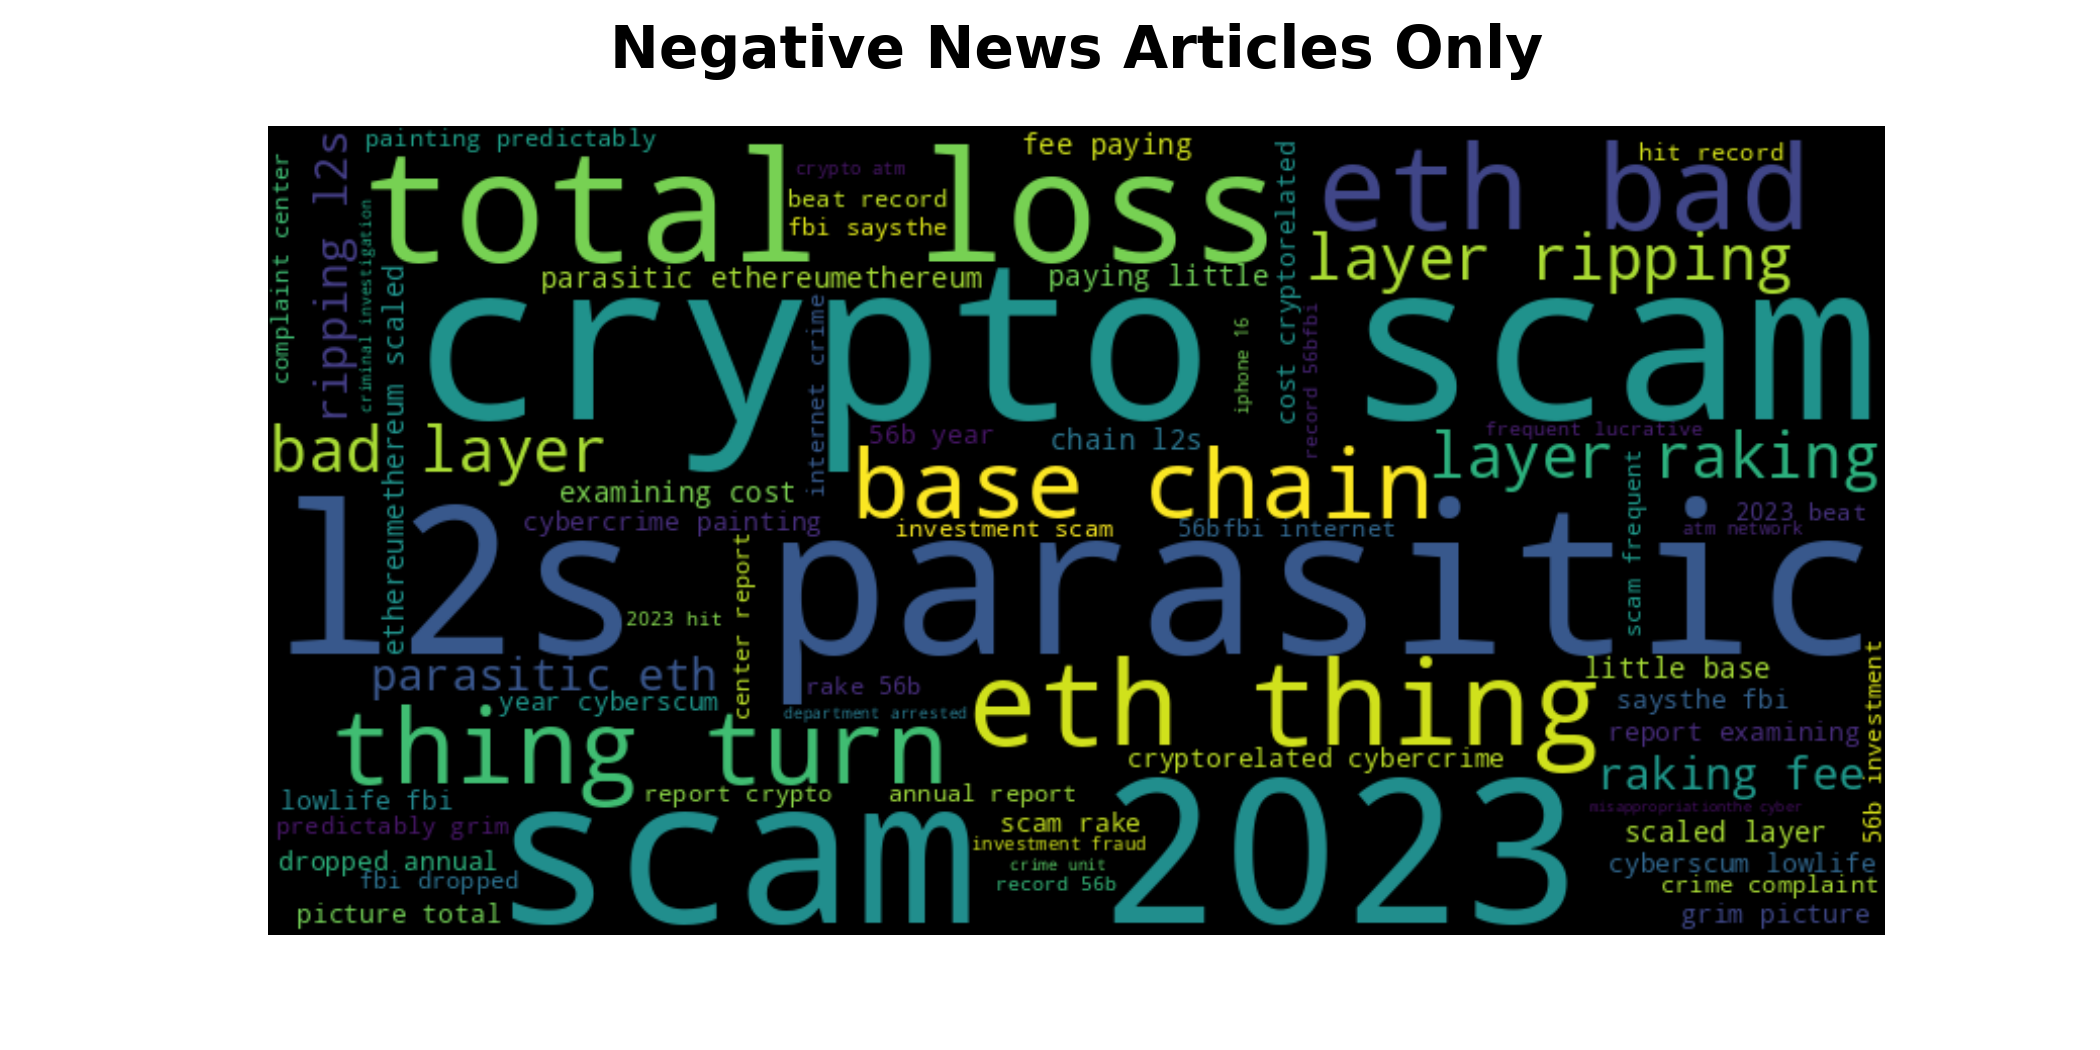 Negative News Articles Only
painting predictably
fee paying
hit record
complaint center
ripping l2s
total loss
crypto atm
beat record
fbi saysthe
cost cryptorelated
eth bad
criminal investigation
layer ripping
parasitic ethereumethereum
paying little
ethereumethereum scaled
crypto scam
internet crime
iphone 16
record 56bfbi
bad layer
56b year
chain l2s
frequent lucrative
layer raking
base chain
examining cost
cybercrime painting
investment scam
56bfbi internet
scam frequent
2023 beat
atm network
l2s parasitic
2023 hit
center report
parasitic eth
rake 56b
eth thing
little base
year cyberscum
department arrested
saysthe fbi
56b investment
thing turn
report examining
cryptorelated cybercrime
raking fee
lowlife fbi
report crypto
annual report
misappropriationthe cyber
predictably grim
scam 2023
scam rake
scaled layer
investment fraud
dropped annual
crime unit
cyberscum lowlife
fbi dropped
record 56b
crime complaint
picture total
grim picture